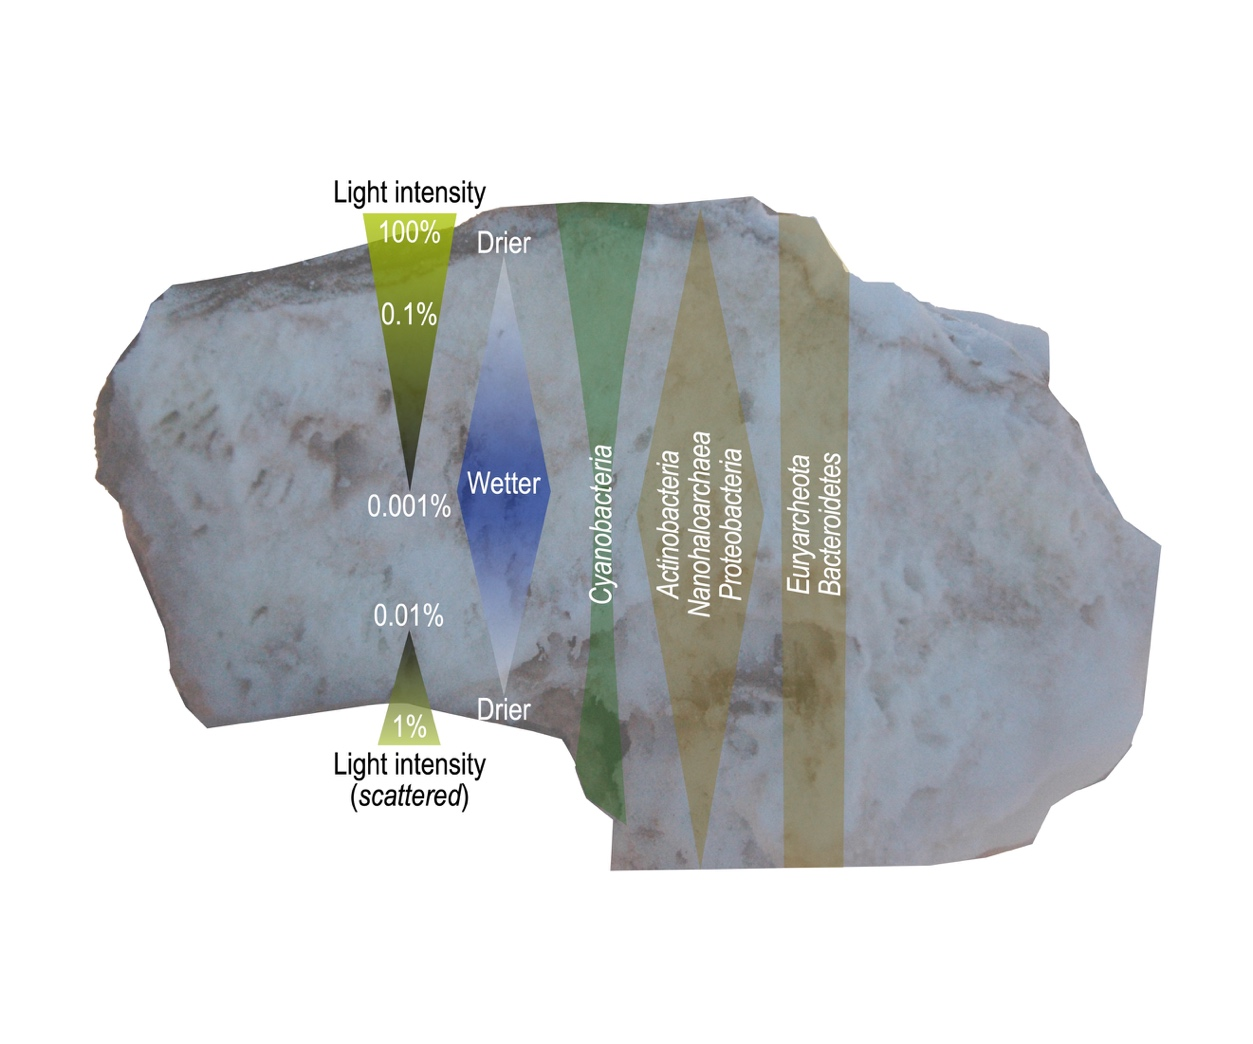 Light intensity
100%
0.1%
0.001%
0.01%
1%
Light intensity
(scattered)
Drier
Wetter
Drier
Cyanobacteria
Actinobacteria
Nanohaloarchaea
Proteobacteria
Euryarcheota
Bacteroidetes